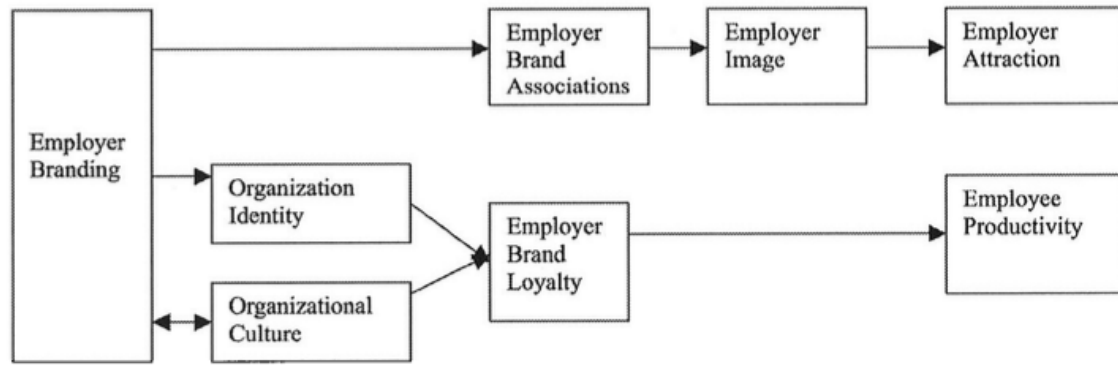 Employer
Branding
Employer
Brand
Associations
Employer
Image
Employer
Attraction
Organization
Identity
Organizational
Culture
Employer
Brand
Loyalty
Employee
Productivity